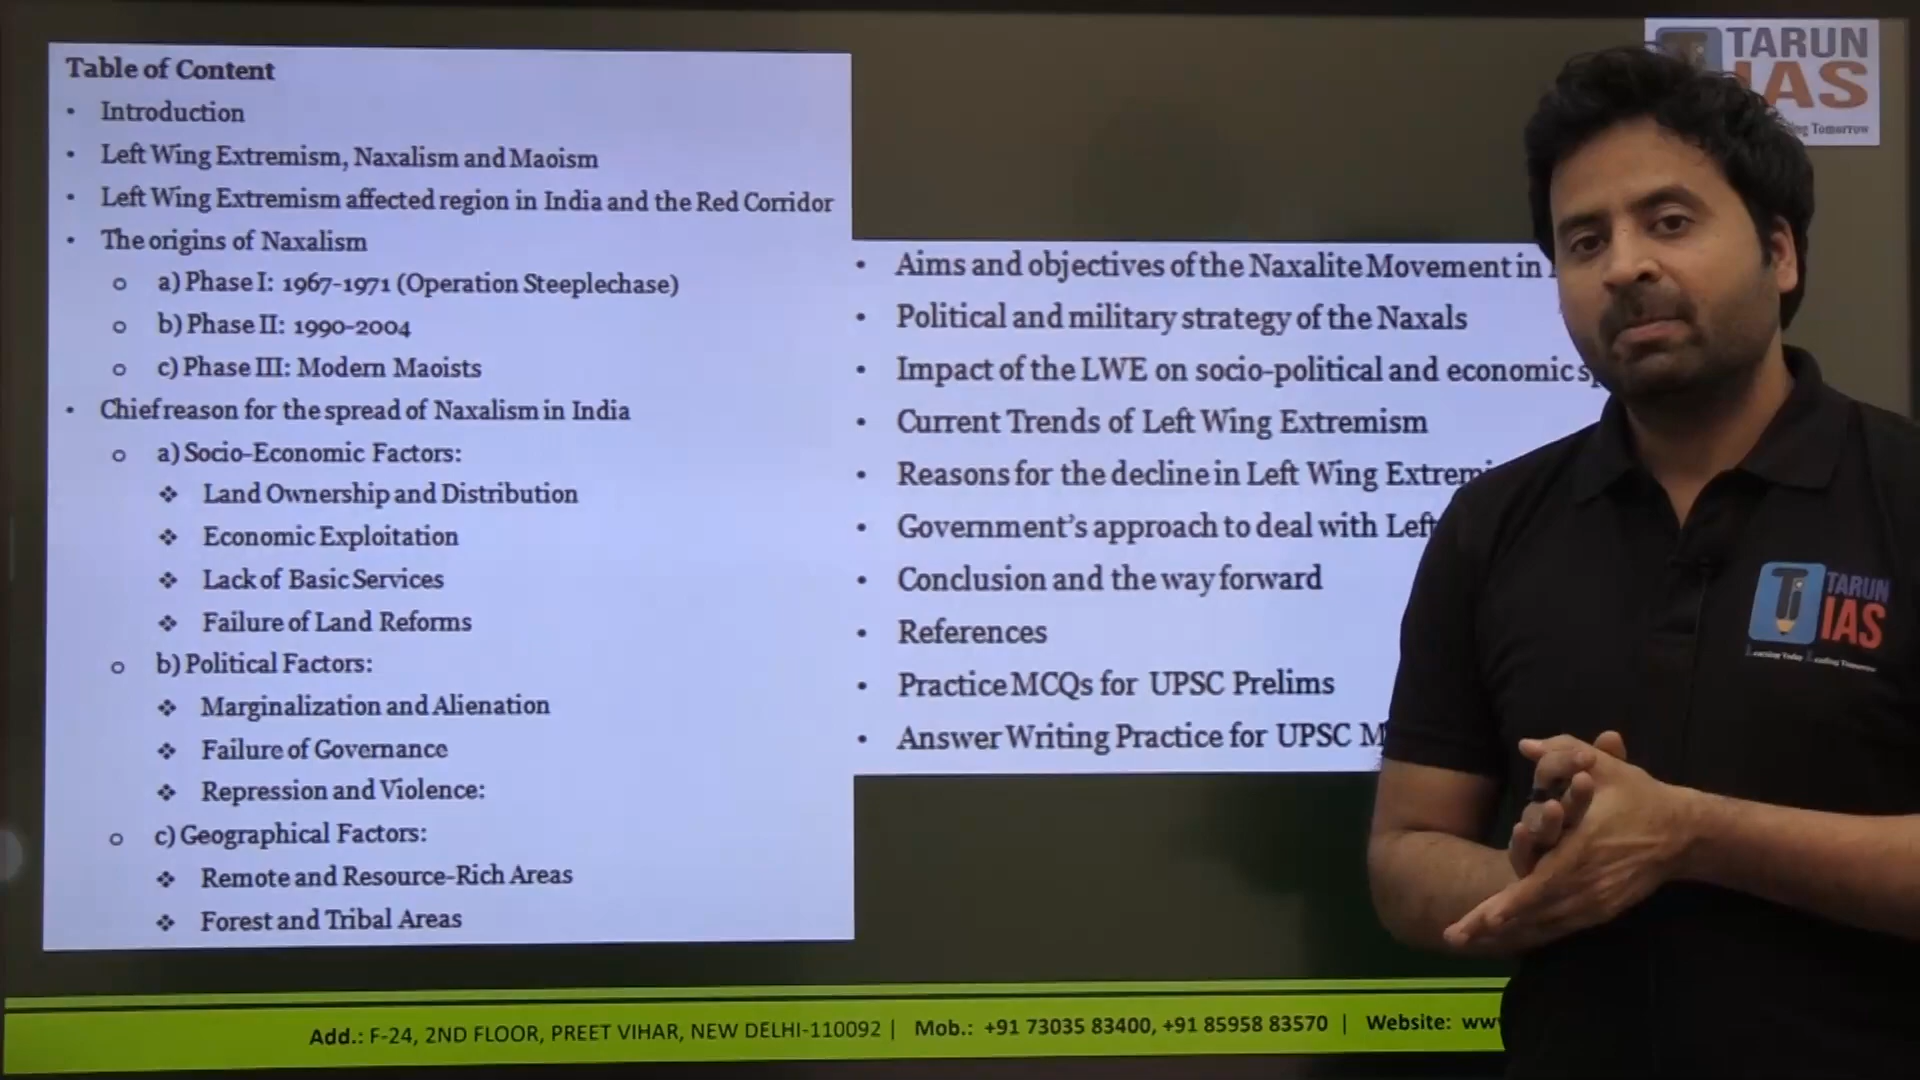 Table of Content
• Introduction
• Left Wing Extremism, Naxalism and Maoism
• Left Wing Extremism affected region in India and the Red Corridor
• The origins of Naxalism
o a) Phase I: 1967-1971 (Operation Steeplechase)
o b) Phase II: 1990-2004
o c) Phase III: Modern Maoists
• Chief reason for the spread of Naxalism in India
o a) Socio-Economic Factors:
❖ Land Ownership and Distribution
❖ Economic Exploitation
❖ Lack of Basic Services
❖ Failure of Land Reforms
o b) Political Factors:
❖ Marginalization and Alienation
❖ Failure of Governance
❖ Repression and Violence:
o c) Geographical Factors:
❖ Remote and Resource-Rich Areas
❖ Forest and Tribal Areas
• Aims and objectives of the Naxalite Movement in
• Political and military strategy of the Naxals
• Impact of the LWE on socio-political and economic
• Current Trends of Left Wing Extremism
• Reasons for the decline in Left Wing
• Government's approach to deal with Left
• Conclusion and the way forward
• References
• Practice MCQs for UPSC Prelims
• Answer Writing Practice for UPSC
TARUN
IAS
Tomorrow
TARUN
IAS
Add.: F-24, 2ND FLOOR, PREET VIHAR, NEW DELHI-110092 | Mob.: +91 73035 83400, +91 85958 83570 | Website: